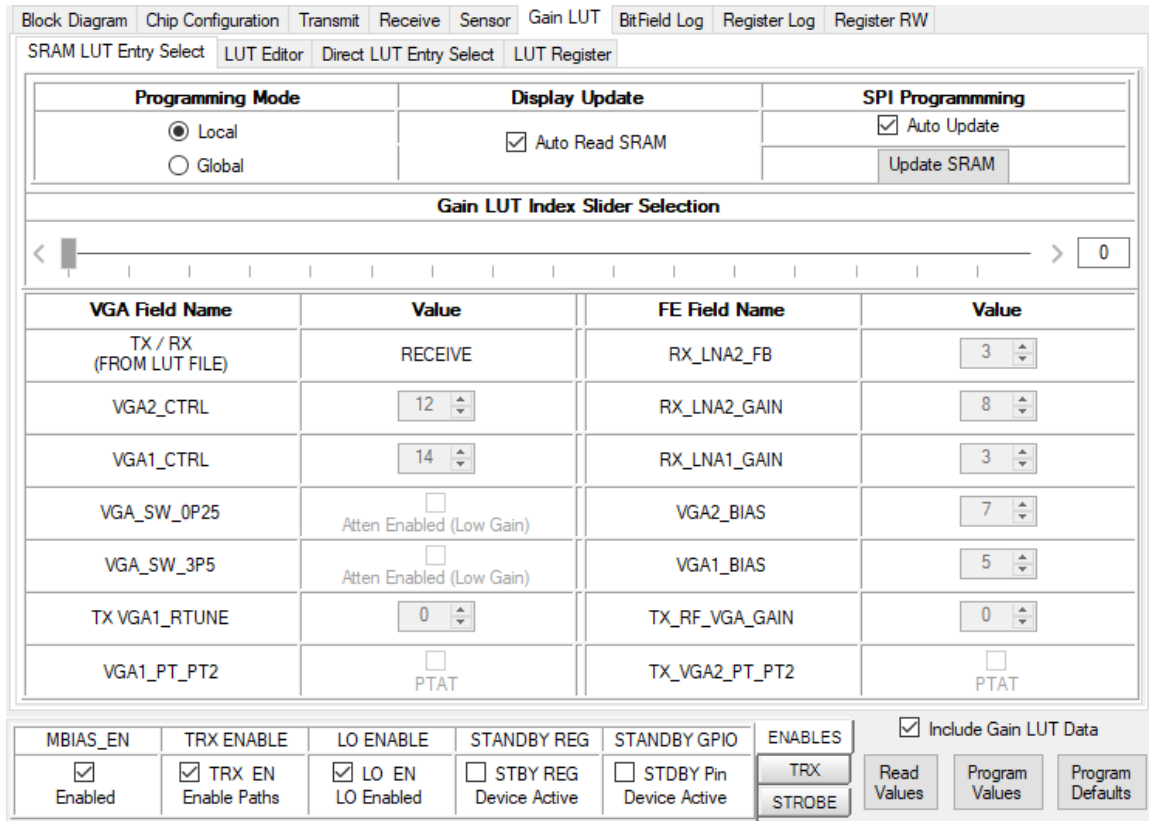 Block Diagram Chip Configuration Transmit Receive Sensor Gain LUT BitField Log Register Log Register RW
SRAM LUT Entry Select LUT Editor Direct LUT Entry Select LUT Register
Programming Mode Display Update SPI Programmming
Local Auto Read SRAM Auto Update
Global Update SRAM
Gain LUT Index Slider Selection
< > 0
VGA Field Name Value FE Field Name Value
TX / RX
(FROM LUT FILE) RECEIVE RX_LNA2_FB 3
VGA2_CTRL 12 RX_LNA2_GAIN 8
VGA1_CTRL 14 RX_LNA1_GAIN 3
VGA_SW_0P25 Atten Enabled (Low Gain) VGA2_BIAS 7
VGA_SW_3P5 Atten Enabled (Low Gain) VGA1_BIAS 5
TX VGA1_RTUNE 0 TX_RF_VGA_GAIN 0
VGA1_PT_PT2 PTAT TX_VGA2_PT_PT2 PTAT
MBIAS_EN TRX ENABLE LO ENABLE STANDBY REG STANDBY GPIO ENABLES Include Gain LUT Data
TRX_EN LO_EN STBY REG STDBY Pin TRX Read Program Program
Enabled Enable Paths LO Enabled Device Active Device Active STROBE Values Values Defaults